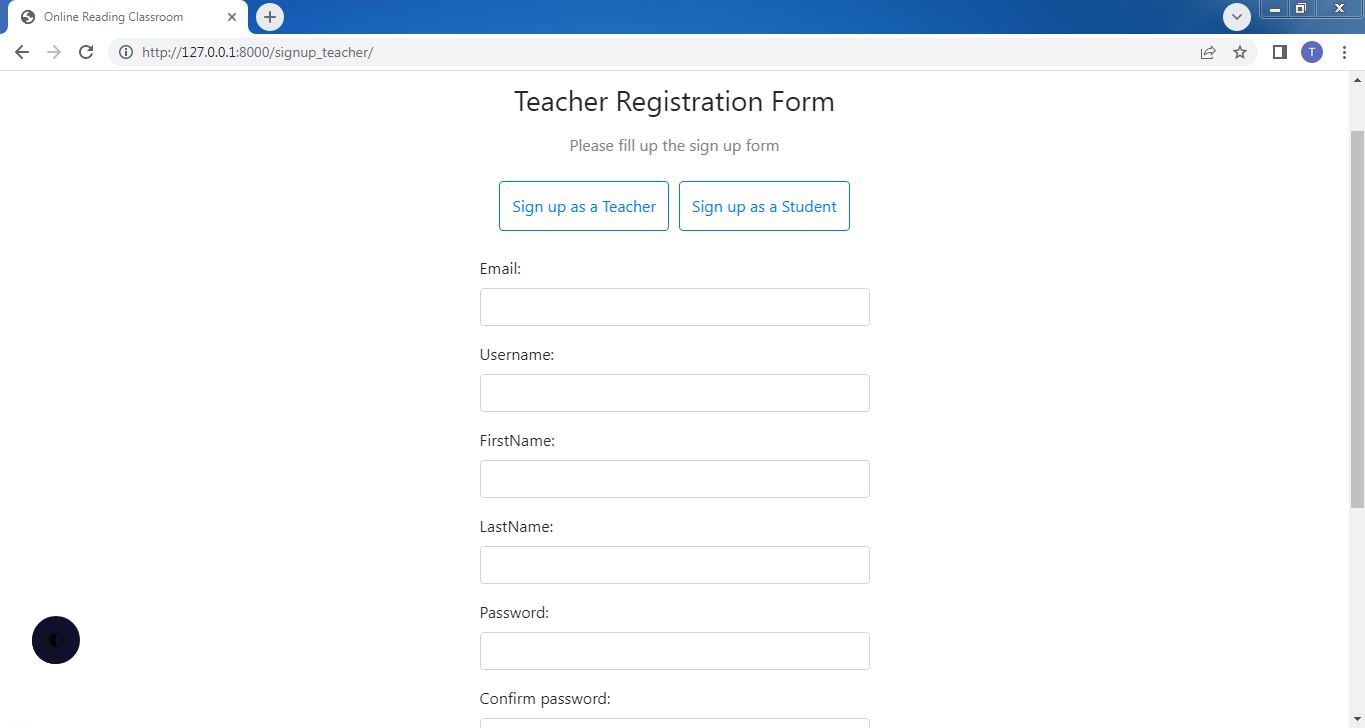 Online Reading Classroom
http://127.0.0.1:8000/signup_teacher/
T
Teacher Registration Form
Please fill up the sign up form
Sign up as a Teacher Sign up as a Student
Email:
Username:
FirstName:
LastName:
Password:
Confirm password: